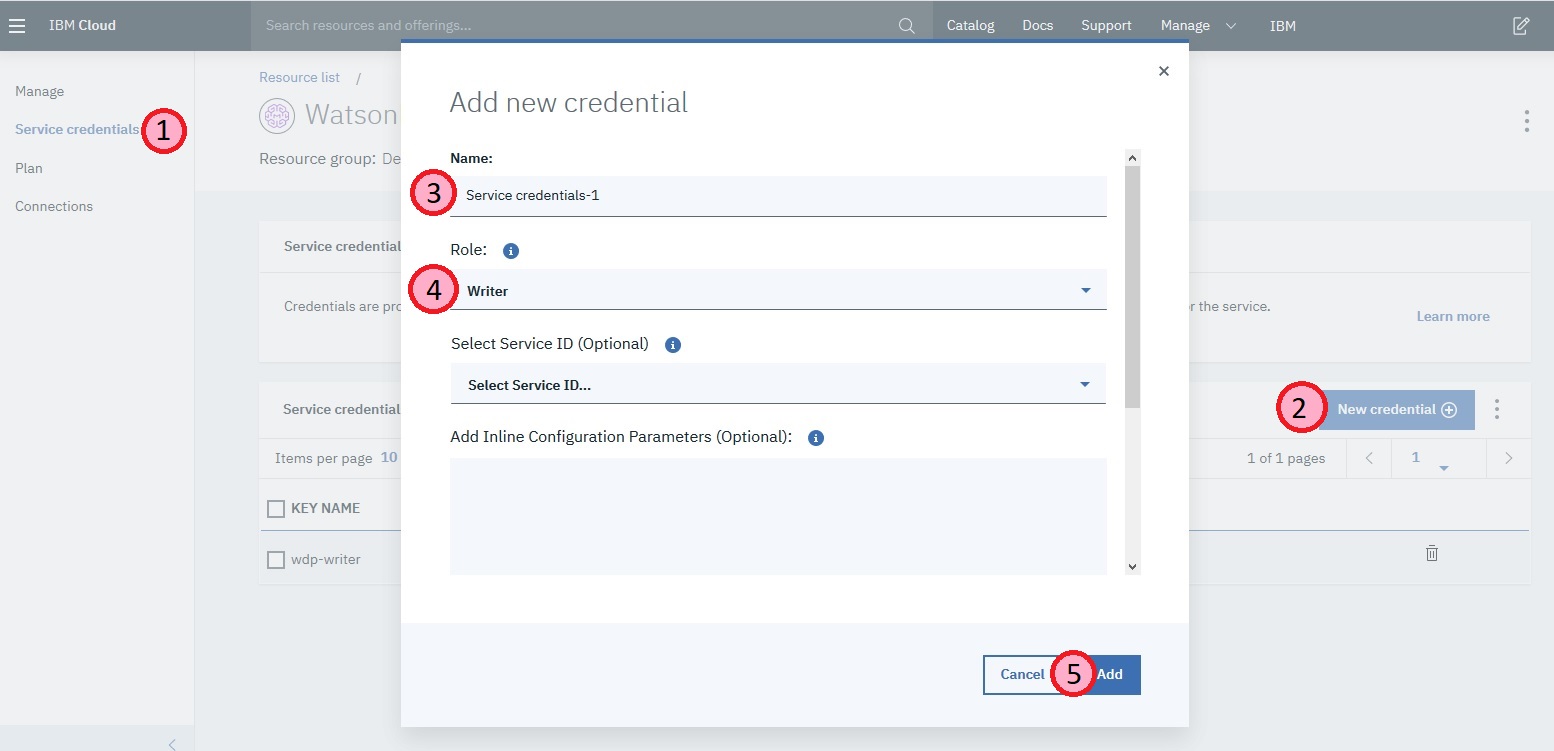 IBM Cloud
Search resources and offerings...
Catalog Docs Support Manage IBM
Manage
Service credentials 1
Plan
Connections
Resource list /
Watson
Resource group: De
Add new credential
Name:
3 Service credentials-1
Role:
4 Writer
Select Service ID (Optional)
Select Service ID...
Add Inline Configuration Parameters (Optional):
Cancel 5 Add
Service credential
Credentials are pro
r the service.
Learn more
Service credential
2 New credential
Items per page 10
1 of 1 pages 1
KEY NAME
wdp-writer